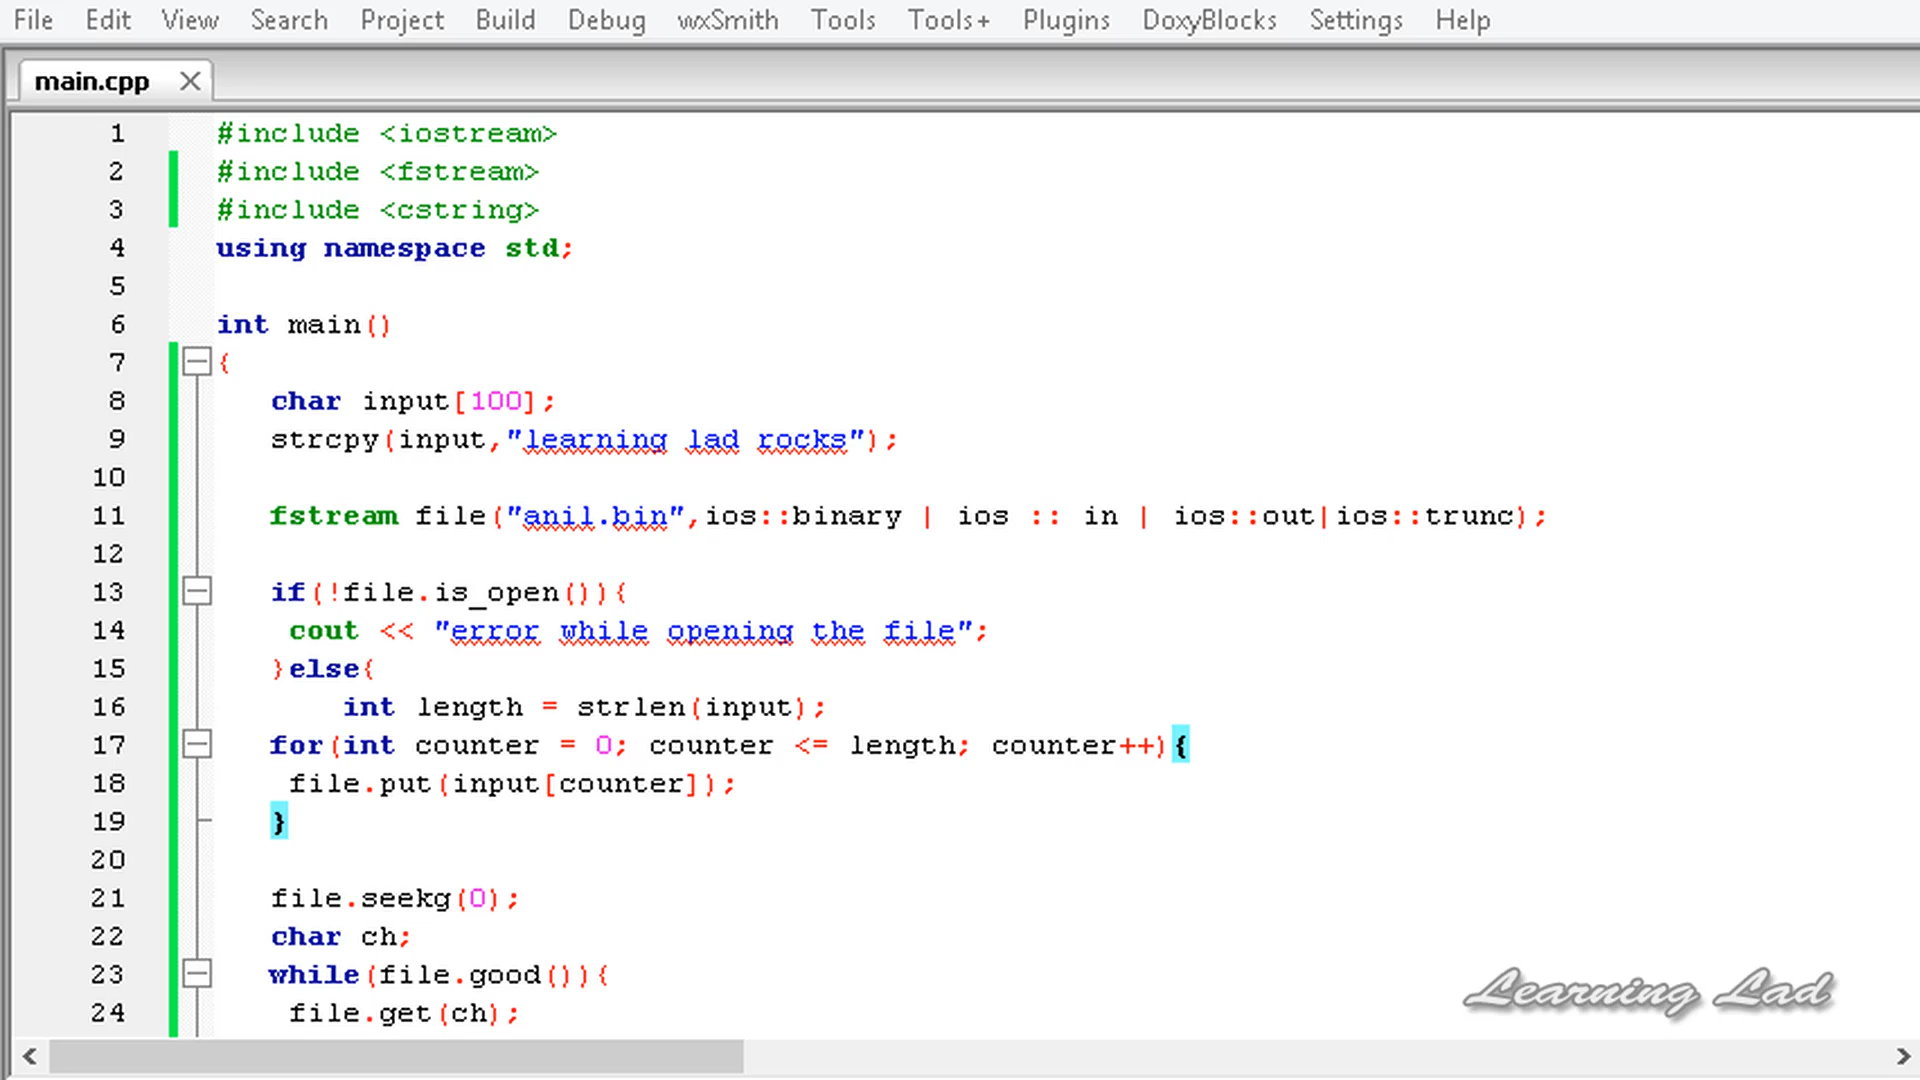 File Edit View Search Project Build Debug wxSmith Tools Tools+ Plugins DoxyBlocks Settings Help
main.cpp
1 #include <iostream>
2 #include <fstream>
3 #include <cstring>
4 using namespace std;
5
6 int main()
7 {
8 char input[100];
9 strcpy(input,"learning lad rocks");
10
11 fstream file("anil.bin",ios::binary | ios :: in | ios::out|ios::trunc);
12
13 if(!file.is_open()){
14 cout << "error while opening the file";
15 }else{
16 int length = strlen(input);
17 for(int counter = 0; counter <= length; counter++){
18 file.put(input[counter]);
19 }
20
21 file.seekg(0);
22 char ch;
23 while(file.good()){
24 file.get(ch);
Learning Lad